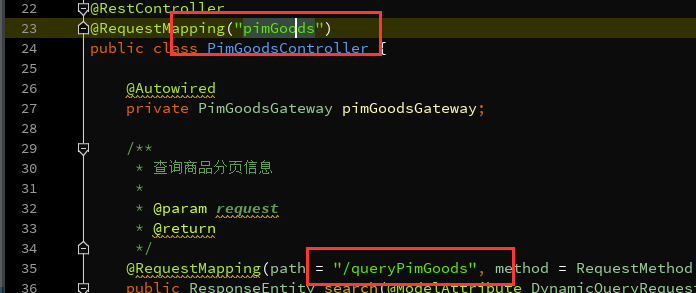 22 @RestController
23 @RequestMapping("pimGoods")
24 public class PimGoodsController {
25
26 @Autowired
27 private PimGoodsGateway pimGoodsGateway;
28
29 /**
30 * 查询商品分页信息
31 *
32 * @param request
33 * @return
34 */
35 @RequestMapping(path = "/queryPimGoods", method = RequestMethod
36 public ResponseEntity search(@ModelAttribute DynamicQueryReques